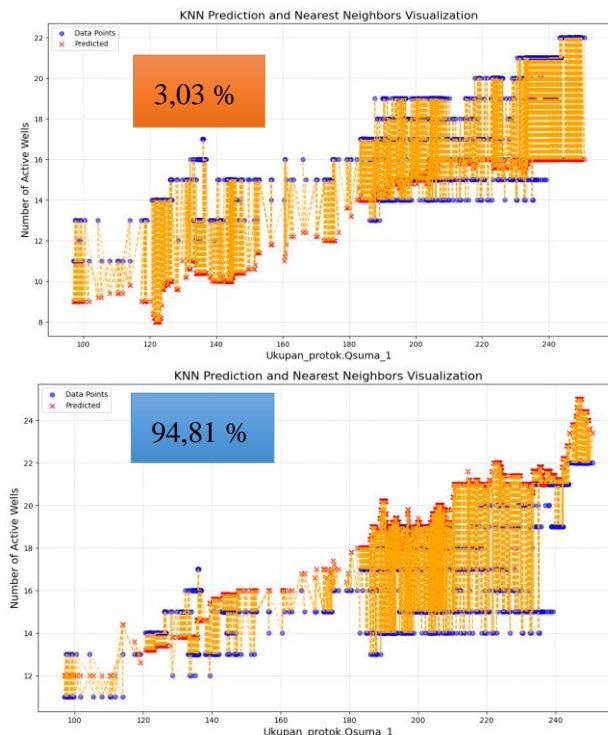 KNN Prediction and Nearest Neighbors Visualization
Data Points
Predicted
3,03 %
Number of Active Wells
22
20
18
16
14
12
10
8
100 120 140 160 180 200 220 240
Ukupan_protok.Qsuma_1
KNN Prediction and Nearest Neighbors Visualization
Data Points
Predicted
94,81 %
Number of Active Wells
24
22
20
18
16
14
12
100 120 140 160 180 200 220 240
Ukupan_protok.Qsuma_1